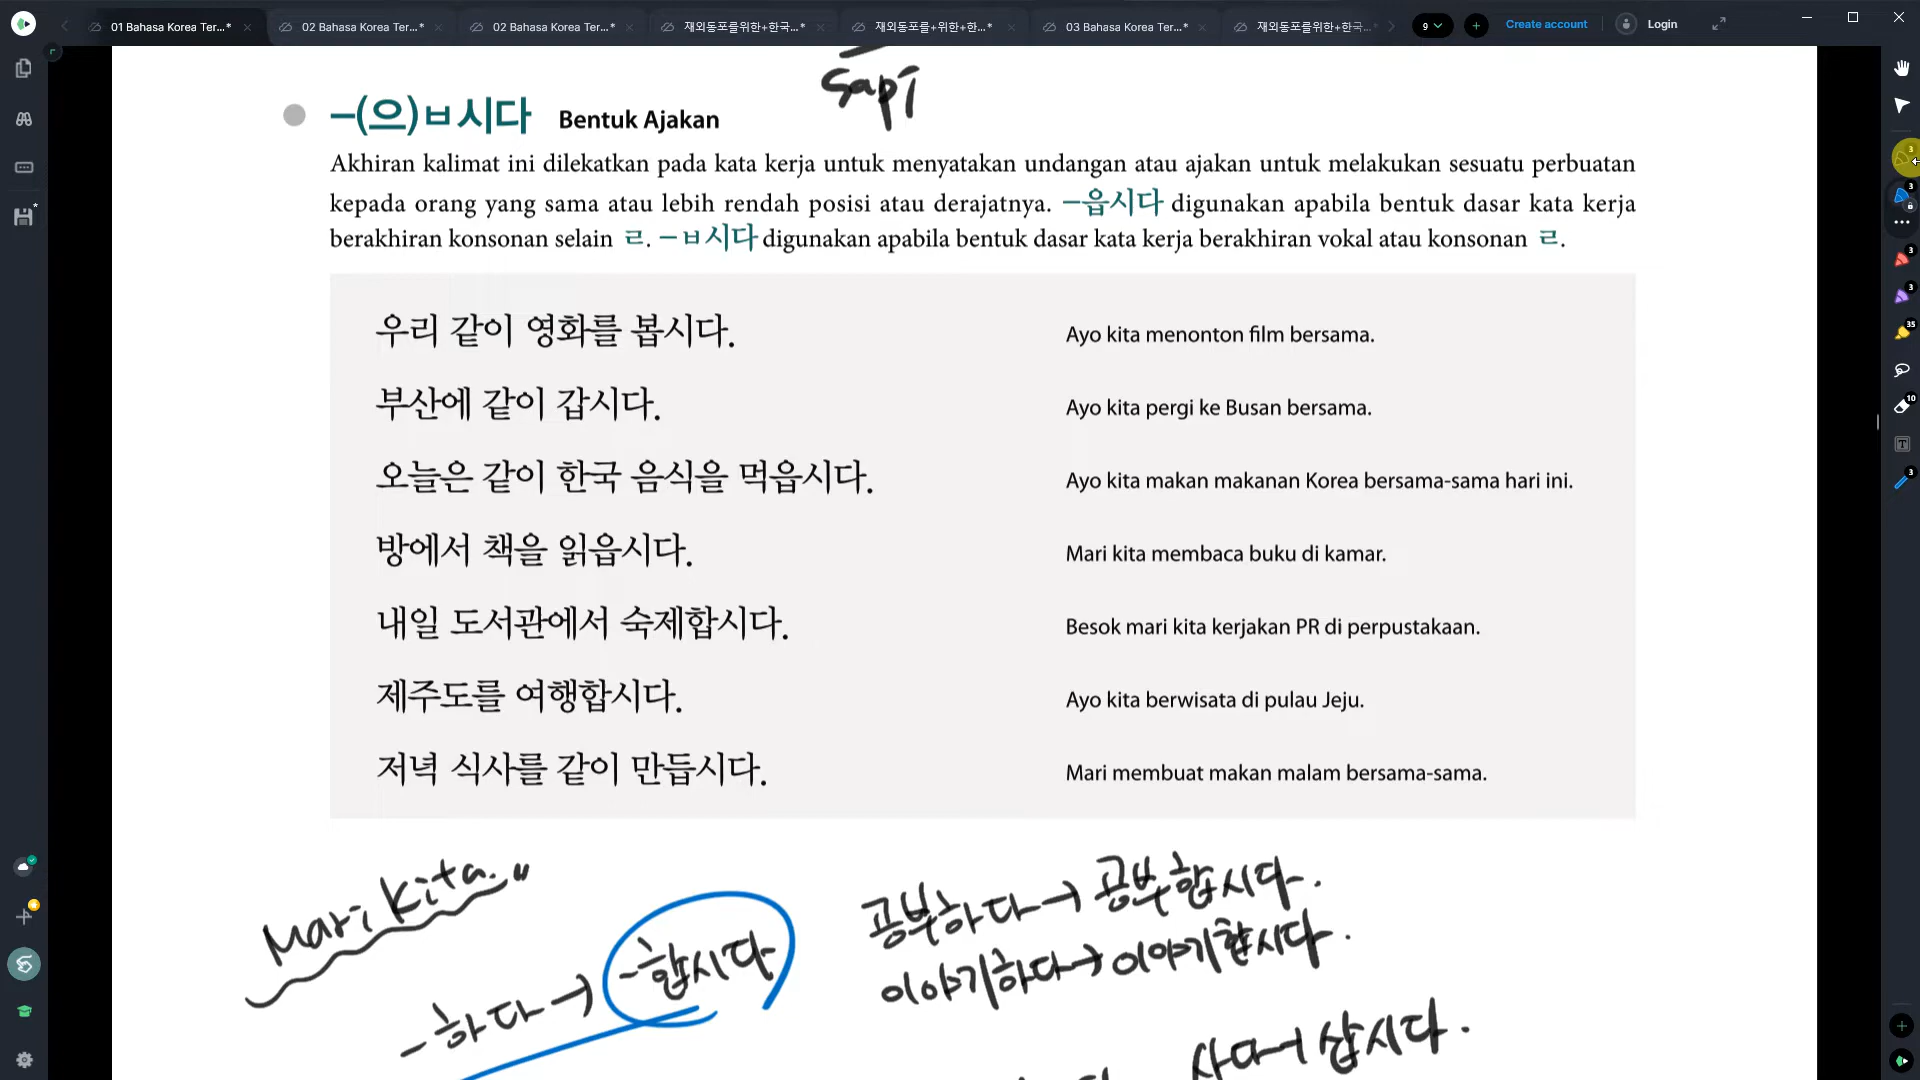 01 Bahasa Korea Ter...*
02 Bahasa Korea Ter...*
02 Bahasa Korea Ter...*
재외동포를위한+한국...*
재외동포를+위한+한...*
03 Bahasa Korea Ter...*
재외동포를위한+한국...*
9
Create account
Login
sapi
–(으)ㅂ시다 Bentuk Ajakan
Akhiran kalimat ini dilekatkan pada kata kerja untuk menyatakan undangan atau ajakan untuk melakukan sesuatu perbuatan
kepada orang yang sama atau lebih rendah posisi atau derajatnya. –읍시다 digunakan apabila bentuk dasar kata kerja
berakhiran konsonan selain ㄹ. –ㅂ시다 digunakan apabila bentuk dasar kata kerja berakhiran vokal atau konsonan ㄹ.
우리 같이 영화를 봅시다. Ayo kita menonton film bersama.
부산에 같이 갑시다. Ayo kita pergi ke Busan bersama.
오늘은 같이 한국 음식을 먹읍시다. Ayo kita makan makanan Korea bersama-sama hari ini.
방에서 책을 읽읍시다. Mari kita membaca buku di kamar.
내일 도서관에서 숙제합시다. Besok mari kita kerjakan PR di perpustakaan.
제주도를 여행합시다. Ayo kita berwisata di pulau Jeju.
저녁 식사를 같이 만듭시다. Mari membuat makan malam bersama-sama.
Mari kita.. "
–하다→ –합시다
공부하다→공부합시다.
이야기하다→이야기합시다.
사다→삽시다.
3
3
3
3
35
10
3